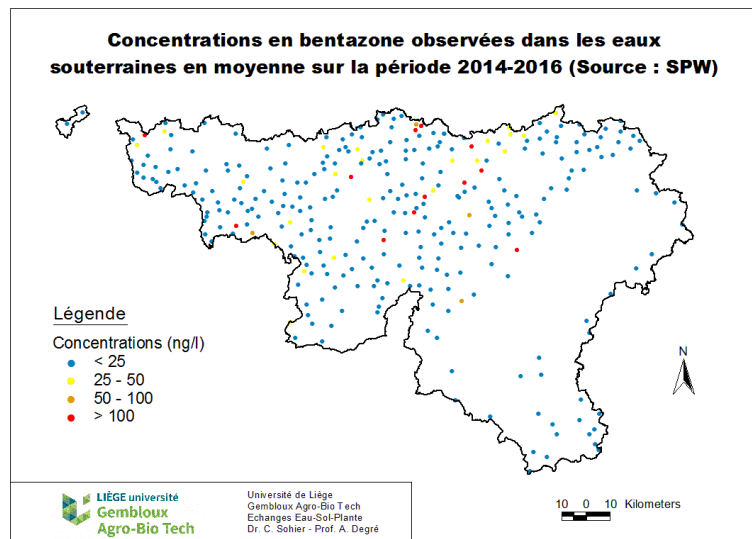 Concentrations en bentazone observées dans les eaux
souterraines en moyenne sur la période 2014-2016 (Source : SPW)
Légende
Concentrations (ng/l)
< 25
25 - 50
50 - 100
> 100
N
LIÈGE université
Gembloux
Agro-Bio Tech
Université de Liège
Gembloux Agro-Bio Tech
Echanges Eau-Sol-Plante
Dr. C. Sohier - Prof. A. Degré
10 0 10 Kilometers